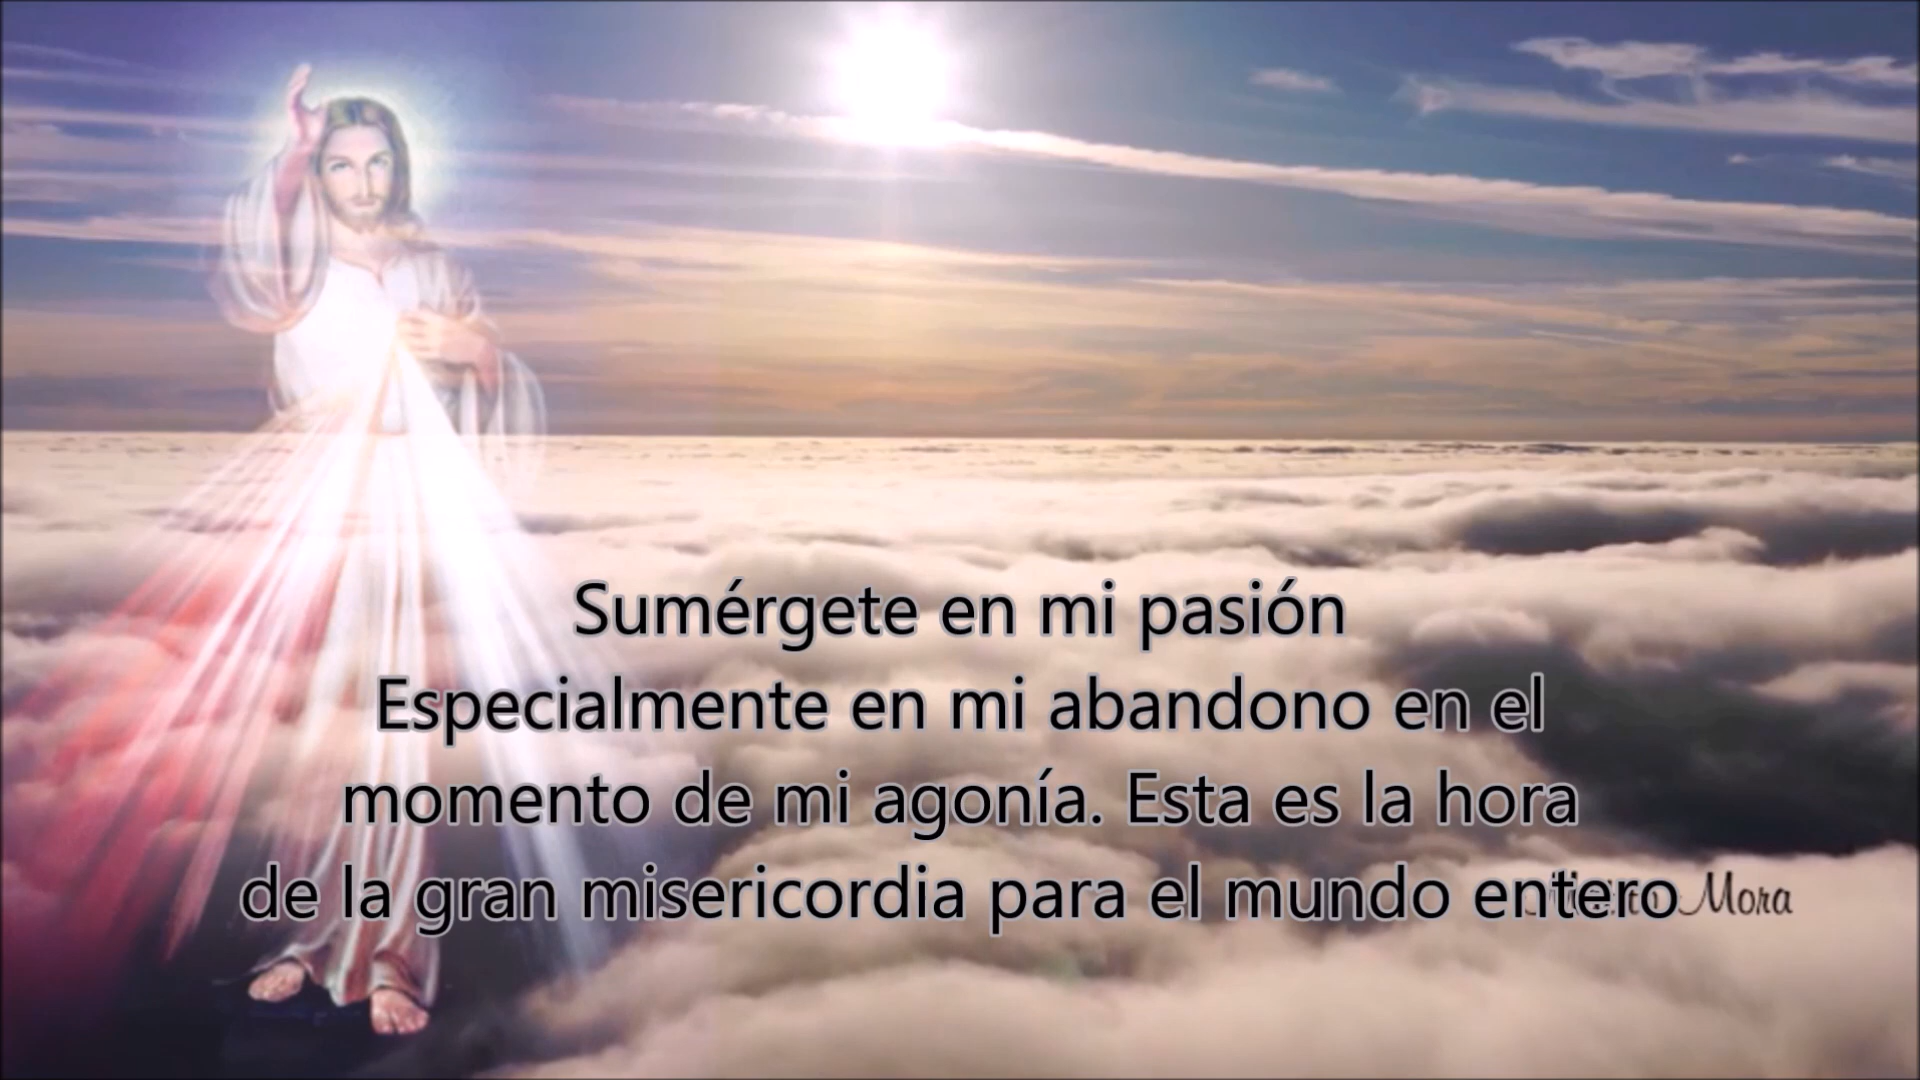 Sumérgete en mi pasión
Especialmente en mi abandono en el
momento de mi agonía. Esta es la hora
de la gran misericordia para el mundo entero
Mora